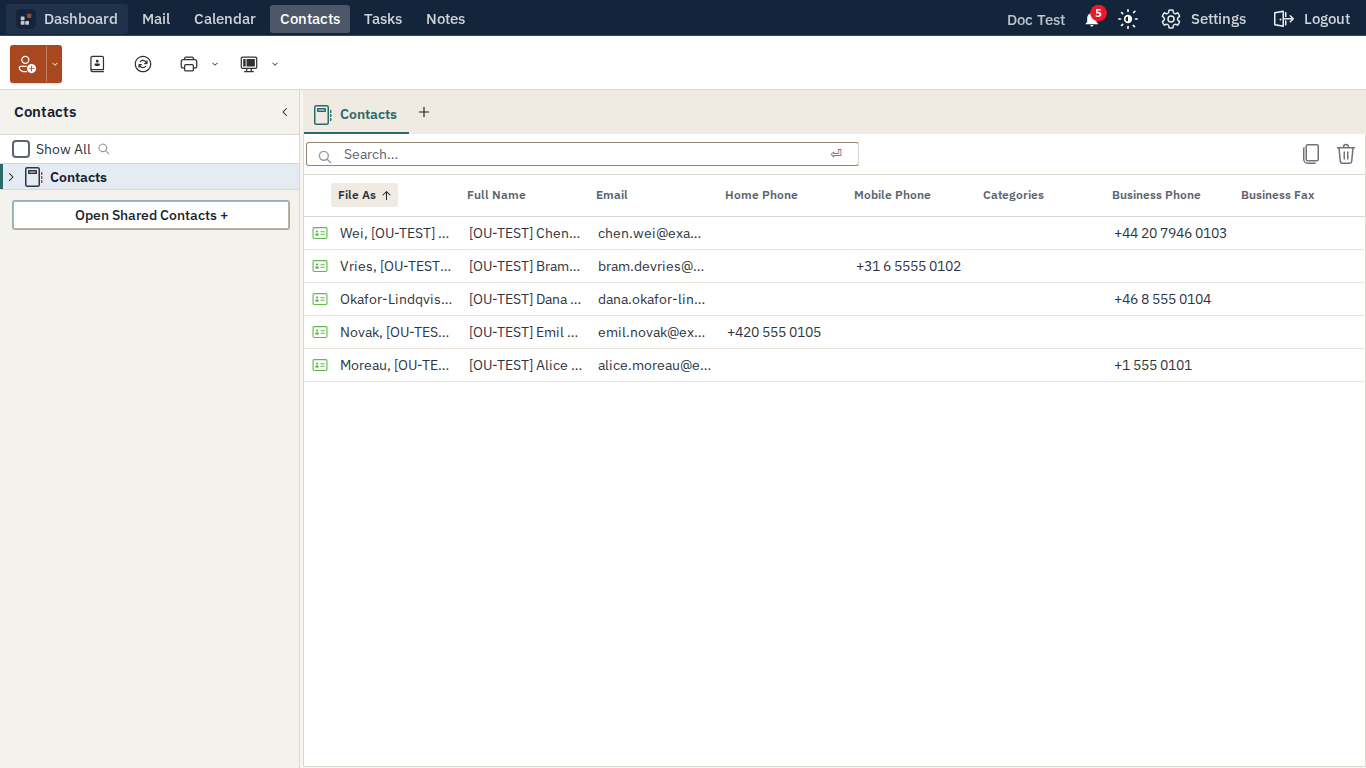 Dashboard Mail Calendar Contacts Tasks Notes Doc Test 5 Settings Logout
Contacts
Show All
Contacts
Open Shared Contacts +
Contacts +
Search...
File As Full Name Email Home Phone Mobile Phone Categories Business Phone Business Fax
Wei, [OU-TEST] ... [OU-TEST] Chen... chen.wei@exa... +44 20 7946 0103
Vries, [OU-TEST... [OU-TEST] Bram... bram.devries@... +31 6 5555 0102
Okafor-Lindqvis... [OU-TEST] Dana ... dana.okafor-lin... +46 8 555 0104
Novak, [OU-TES... [OU-TEST] Emil ... emil.novak@ex... +420 555 0105
Moreau, [OU-TE... [OU-TEST] Alice ... alice.moreau@e... +1 555 0101